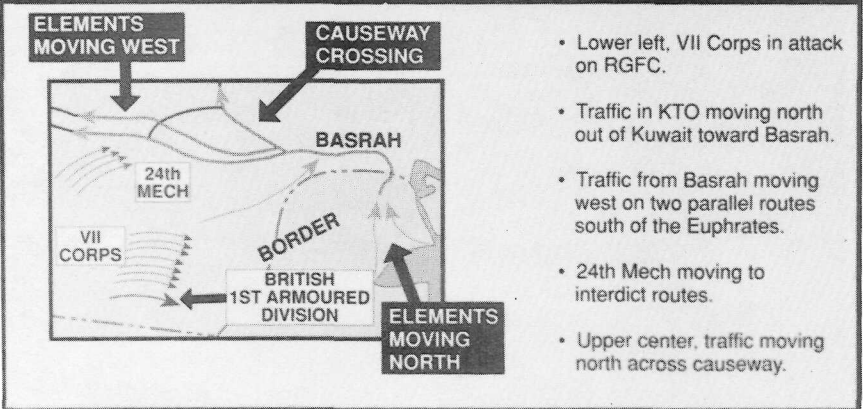 ELEMENTS
MOVING WEST
CAUSEWAY
CROSSING
BASRAH
24th
MECH
VII
CORPS
BORDER
BRITISH
1ST ARMOURED
DIVISION
ELEMENTS
MOVING
NORTH
• Lower left, VII Corps in attack
on RGFC.
• Traffic in KTO moving north
out of Kuwait toward Basrah.
• Traffic from Basrah moving
west on two parallel routes
south of the Euphrates.
• 24th Mech moving to
interdict routes.
• Upper center, traffic moving
north across causeway.